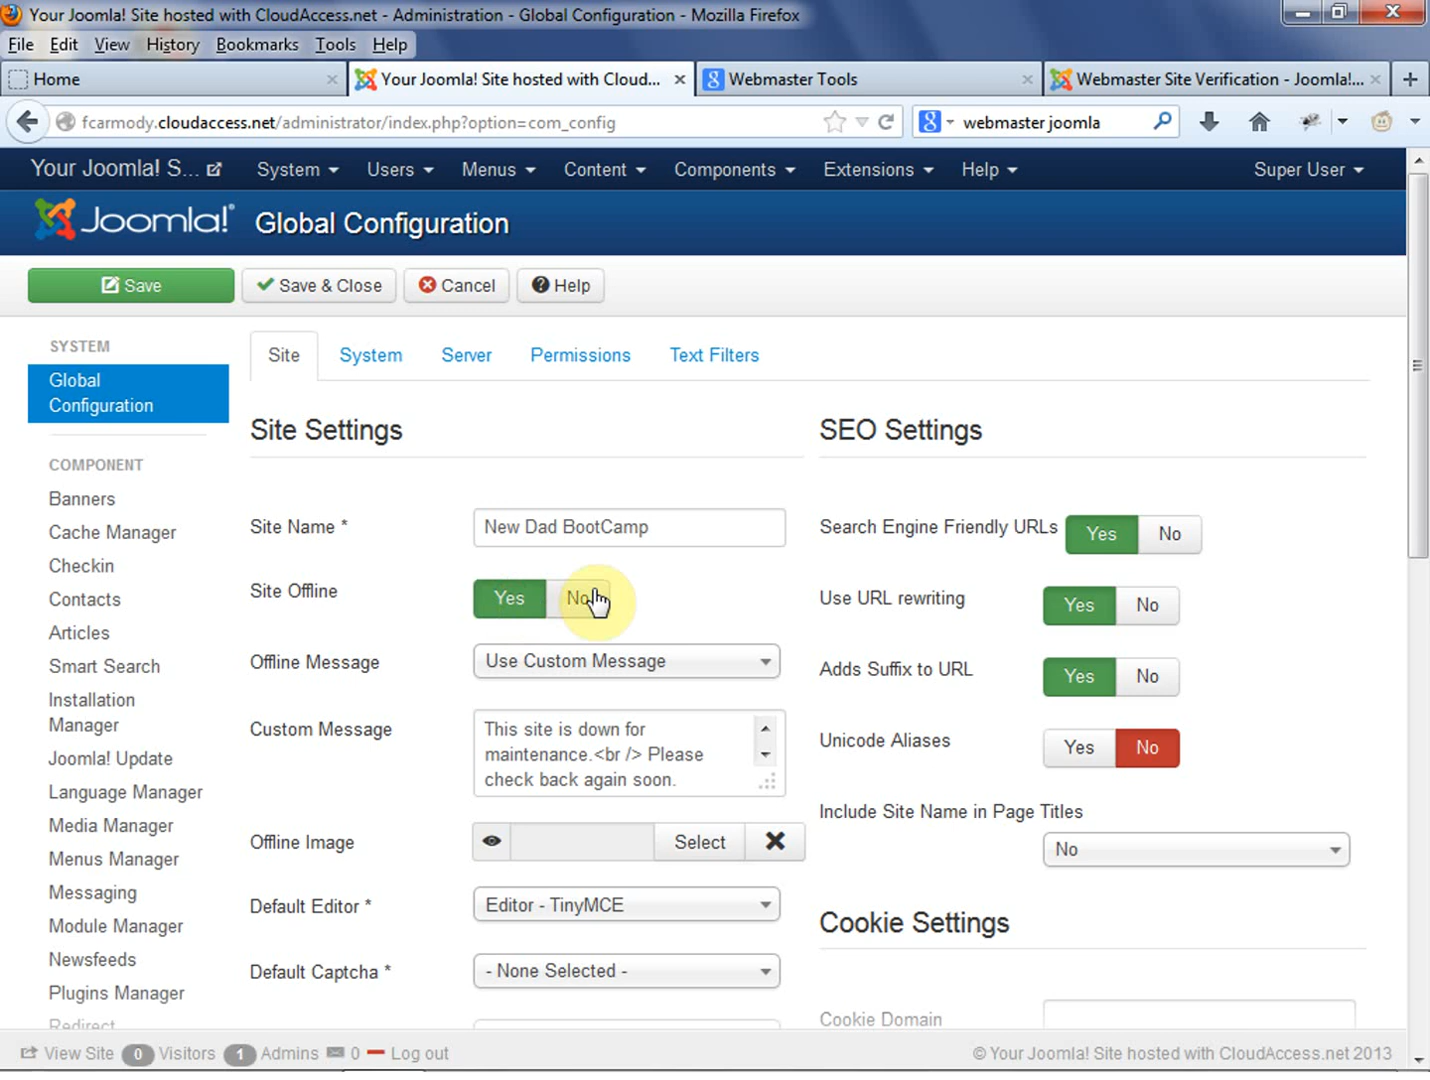 Your Joomla! Site hosted with CloudAccess.net - Administration - Global Configuration - Mozilla Firefox
File Edit View History Bookmarks Tools Help
Home
Your Joomla! Site hosted with Cloud...
Webmaster Tools
Webmaster Site Verification - Joomla!...
fcarmody.cloudaccess.net/administrator/index.php?option=com_config
webmaster joomla
Your Joomla! S... System Users Menus Content Components Extensions Help Super User
Joomla! Global Configuration
Save Save & Close Cancel Help
SYSTEM
Global
Configuration
COMPONENT
Banners
Cache Manager
Checkin
Contacts
Articles
Smart Search
Installation
Manager
Joomla! Update
Language Manager
Media Manager
Menus Manager
Messaging
Module Manager
Newsfeeds
Plugins Manager
Redirect
Site System Server Permissions Text Filters
Site Settings
Site Name * New Dad BootCamp
Site Offline Yes No
Offline Message Use Custom Message
Custom Message This site is down for
maintenance.<br /> Please
check back again soon.
Offline Image Select
Default Editor * Editor - TinyMCE
Default Captcha * - None Selected -
SEO Settings
Search Engine Friendly URLs Yes No
Use URL rewriting Yes No
Adds Suffix to URL Yes No
Unicode Aliases Yes No
Include Site Name in Page Titles
No
Cookie Settings
Cookie Domain
View Site 0 Visitors 1 Admins 0 Log out © Your Joomla! Site hosted with CloudAccess.net 2013